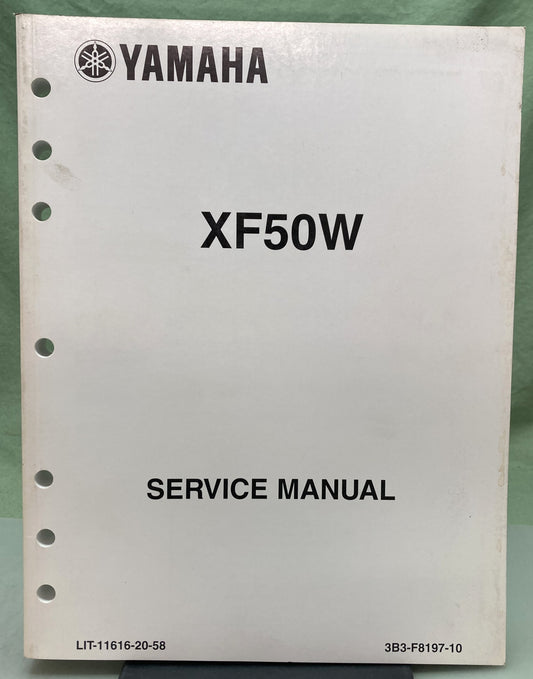 YAMAHA
XF50W
SERVICE MANUAL
LIT-11616-20-58
3B3-F8197-10